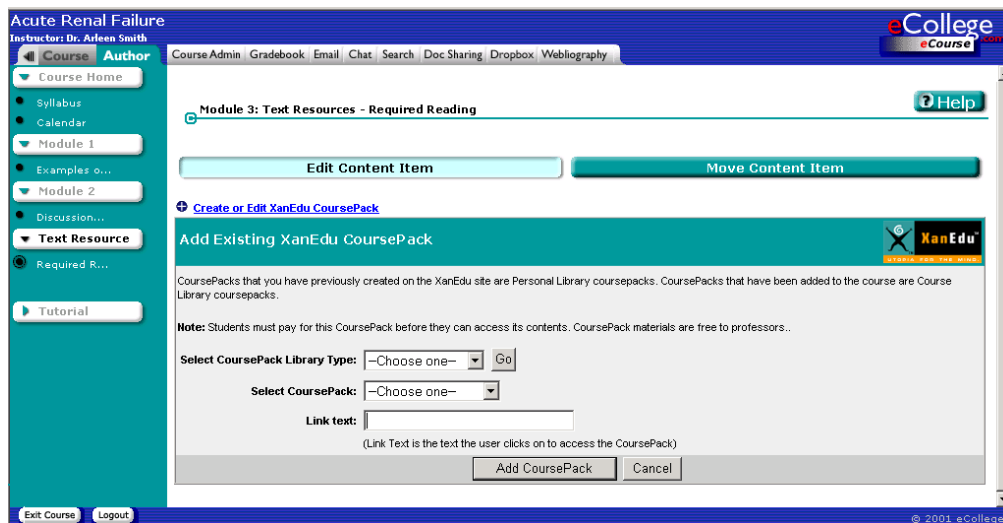 Acute Renal Failure
Instructor: Dr. Arleen Smith
eCollege.com
eCourse
Course Author
Course Admin Gradebook Email Chat Search Doc Sharing Dropbox Webliography
Course Home
Syllabus
Calendar
Module 1
Examples o...
Module 2
Discussion...
Text Resource
Required R...
Tutorial
Module 3: Text Resources - Required Reading
? Help
Edit Content Item
Move Content Item
Create or Edit XanEdu CoursePack
Add Existing XanEdu CoursePack
XanEdu™
UTOPIA FOR THE MIND
CoursePacks that you have previously created on the XanEdu site are Personal Library coursepacks. CoursePacks that have been added to the course are Course
Library coursepacks.
Note: Students must pay for this CoursePack before they can access its contents. CoursePack materials are free to professors..
Select CoursePack Library Type: –Choose one– Go
Select CoursePack: –Choose one–
Link text:
(Link Text is the text the user clicks on to access the CoursePack)
Add CoursePack Cancel
Exit Course Logout
© 2001 eCollege